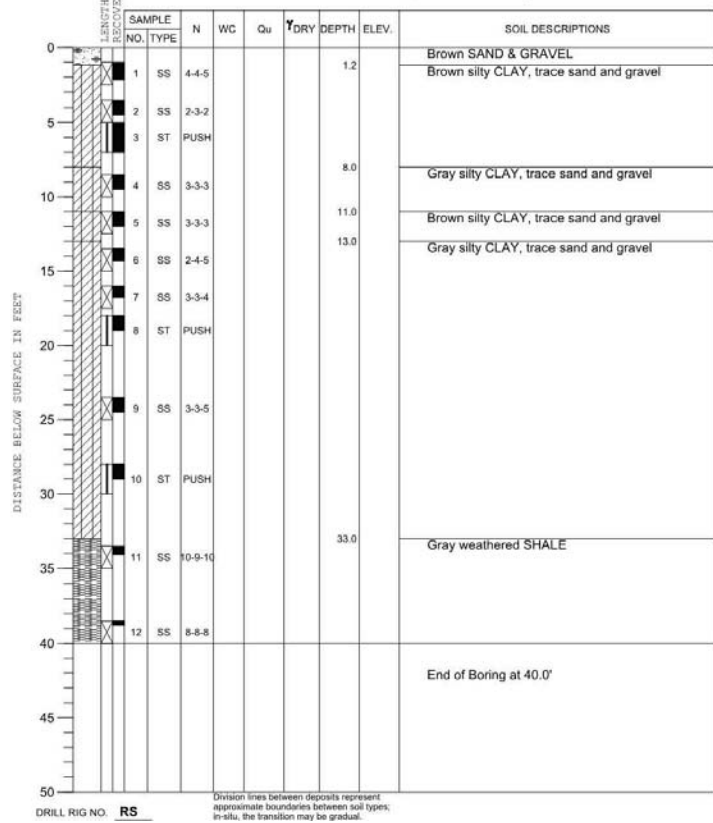 LENGTH
RECOVE
SAMPLE
NO. TYPE N WC Qu γDRY DEPTH ELEV. SOIL DESCRIPTIONS
0 Brown SAND & GRAVEL
1.2
1 SS 4-4-5 Brown silty CLAY, trace sand and gravel
2 SS 2-3-2
5
3 ST PUSH
8.0
Gray silty CLAY, trace sand and gravel
4 SS 3-3-3
10
11.0
5 SS 3-3-3 Brown silty CLAY, trace sand and gravel
13.0
Gray silty CLAY, trace sand and gravel
6 SS 2-4-5
15
7 SS 3-3-4
8 ST PUSH
20
9 SS 3-3-5
25
10 ST PUSH
30
33.0
Gray weathered SHALE
11 SS 10-9-10
35
12 SS 8-8-8
40
End of Boring at 40.0'
45
50
DISTANCE BELOW SURFACE IN FEET
DRILL RIG NO. RS
Division lines between deposits represent
approximate boundaries between soil types;
in-situ, the transition may be gradual.